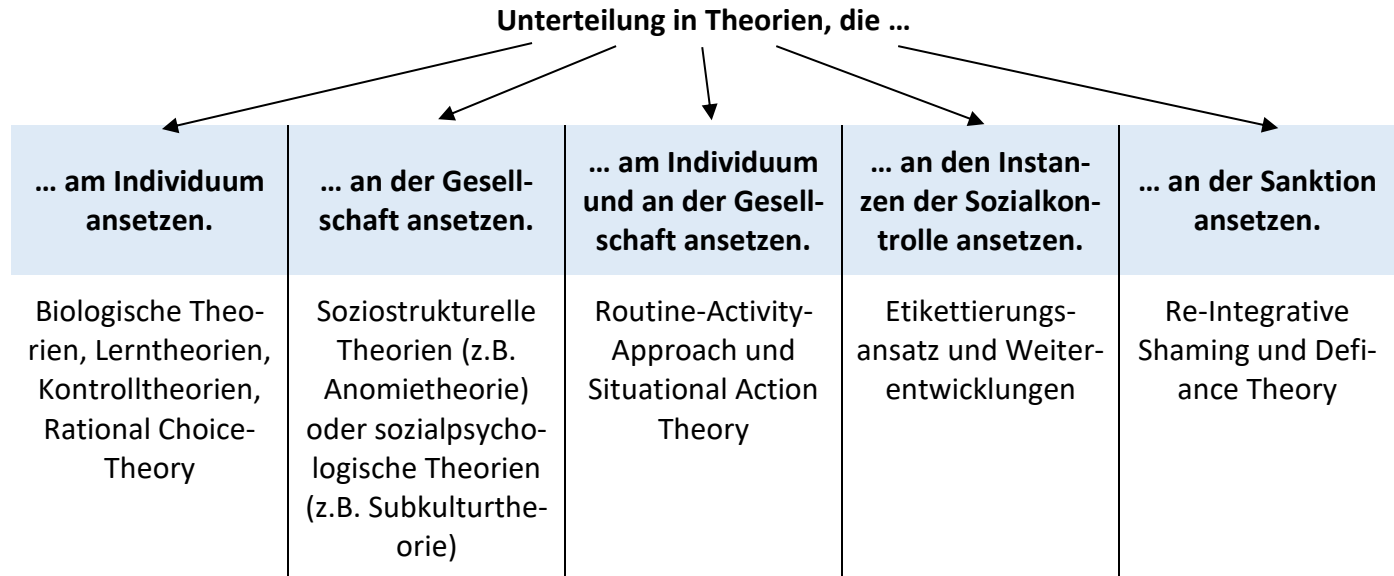 Unterteilung in Theorien, die …
… am Individuum
ansetzen.
… an der Gesell-
schaft ansetzen.
… am Individuum
und an der Gesell-
schaft ansetzen.
… an den Instan-
zen der Sozialkon-
trolle ansetzen.
… an der Sanktion
ansetzen.
Biologische Theo-
rien, Lerntheorien,
Kontrolltheorien,
Rational Choice-
Theory
Soziostrukturelle
Theorien (z.B.
Anomietheorie)
oder sozialpsycho-
logische Theorien
(z.B. Subkulturthe-
orie)
Routine-Activity-
Approach und
Situational Action
Theory
Etikettierungs-
ansatz und Weiter-
entwicklungen
Re-Integrative
Shaming und Defi-
ance Theory